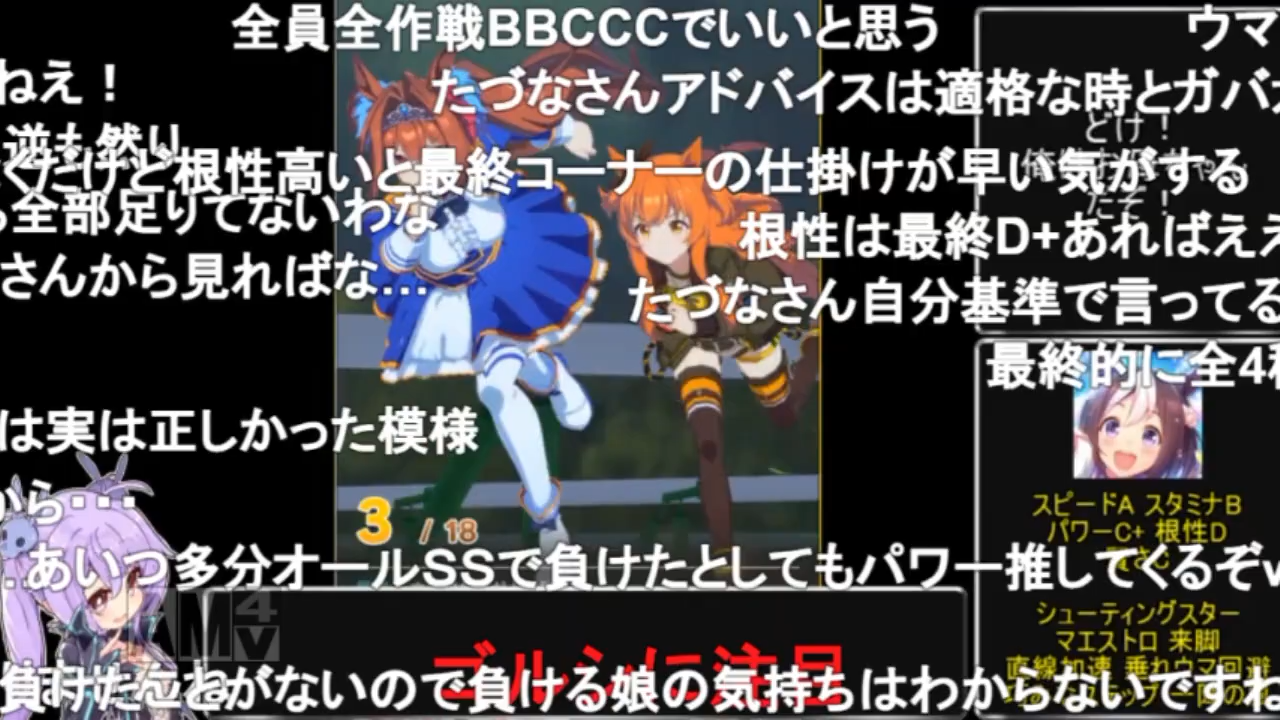 全員全作戦BBCCCでいいと思う
ウマ
ねえ！
たづなさんアドバイスは適格な時とガバ
どけ！
逆も然り
くだけど根性高いと最終コーナーの仕掛けが早い気がする
たぞ！
全部足りてないわな
根性は最終D+あればええ
さんから見ればな…
たづなさん自分基準で言ってる
最終的に全4
は実は正しかった模様
から・・・
スピードA スタミナB
パワーC+ 根性D
3 / 18
…あいつ多分オールSSで負けたとしてもパワー推してくるぞw
シューティングスター
マエストロ 来脚
直線加速 垂れウマ回避
ゴルシに注目
負けたことがないので負ける娘の気持ちはわからないですね